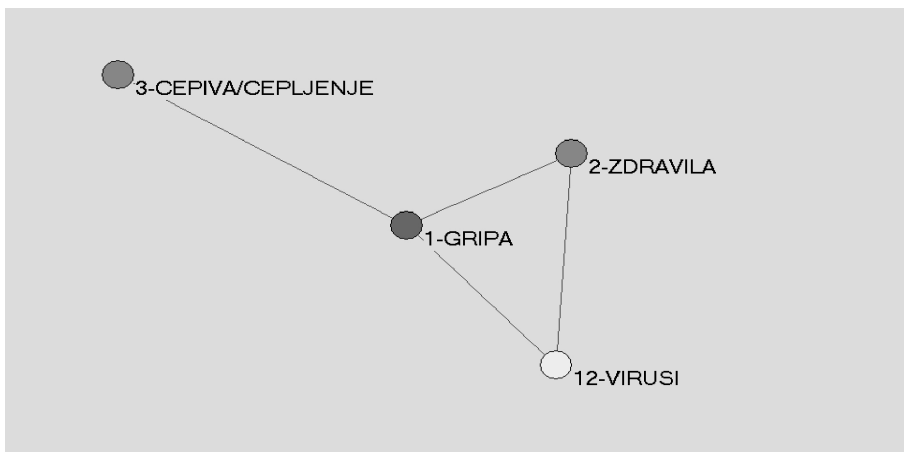 3-CEPIVA/CEPLJENJE
2-ZDRAVILA
1-GRIPA
12-VIRUSI